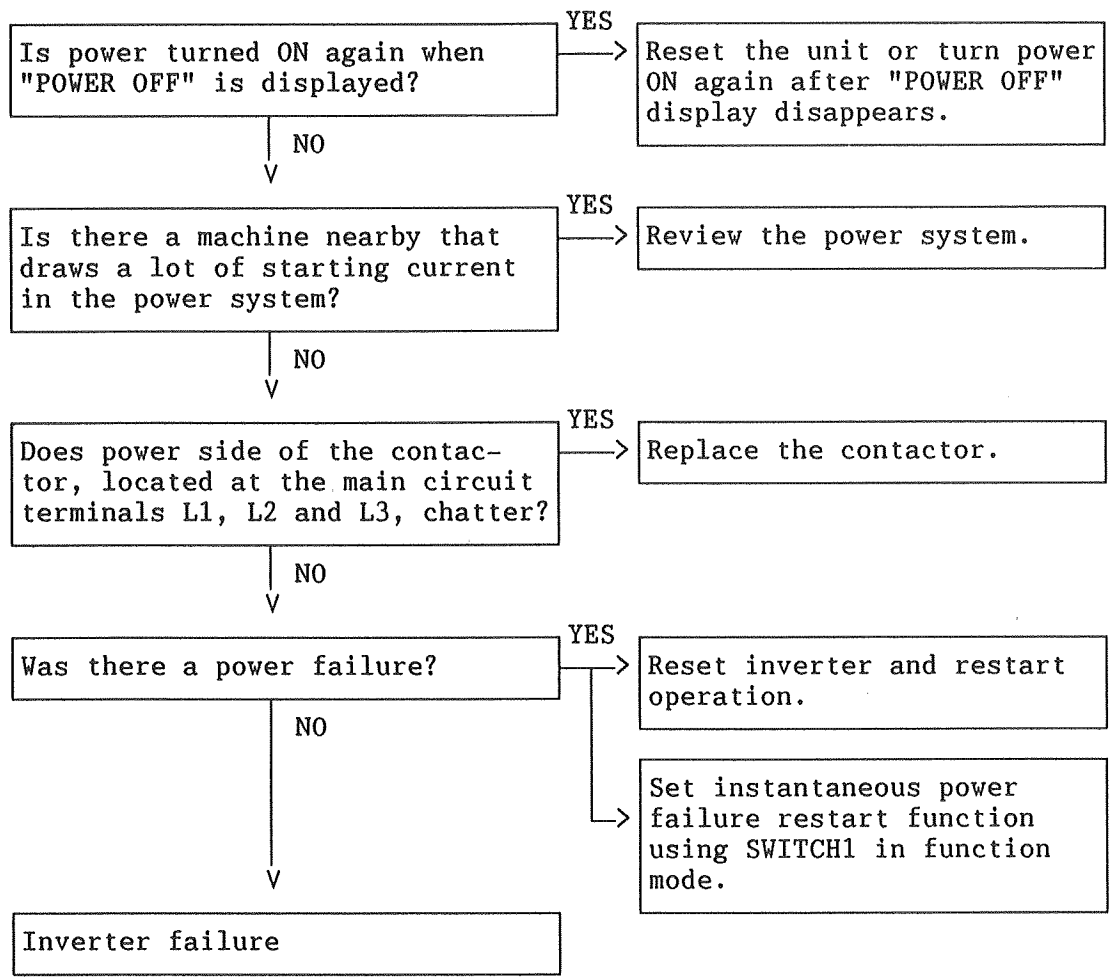 YES
Is power turned ON again when
"POWER OFF" is displayed?
Reset the unit or turn power
ON again after "POWER OFF"
display disappears.
NO
YES
Is there a machine nearby that
draws a lot of starting current
in the power system?
Review the power system.
NO
YES
Does power side of the contac-
tor, located at the main circuit
terminals L1, L2 and L3, chatter?
Replace the contactor.
NO
YES
Was there a power failure?
Reset inverter and restart
operation.
NO
Set instantaneous power
failure restart function
using SWITCH1 in function
mode.
Inverter failure